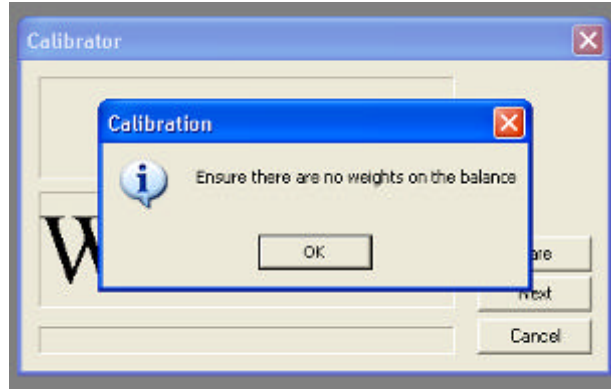 Calibrator
Calibration
Ensure there are no weights on the balance
OK
Next
Cancel